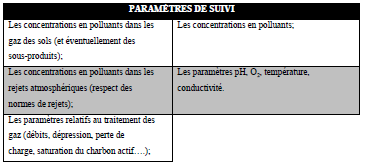 PARAMÈTRES DE SUIVI
Les concentrations en polluants dans les
gaz des sols (et éventuellement des
sous-produits);
Les concentrations en polluants;
Les concentrations en polluants dans les
rejets atmosphériques (respect des
normes de rejets);
Les paramètres pH, O₂, température,
conductivité.
Les paramètres relatifs au traitement des
gaz (débits, dépression, perte de
charge, saturation du charbon actif….);